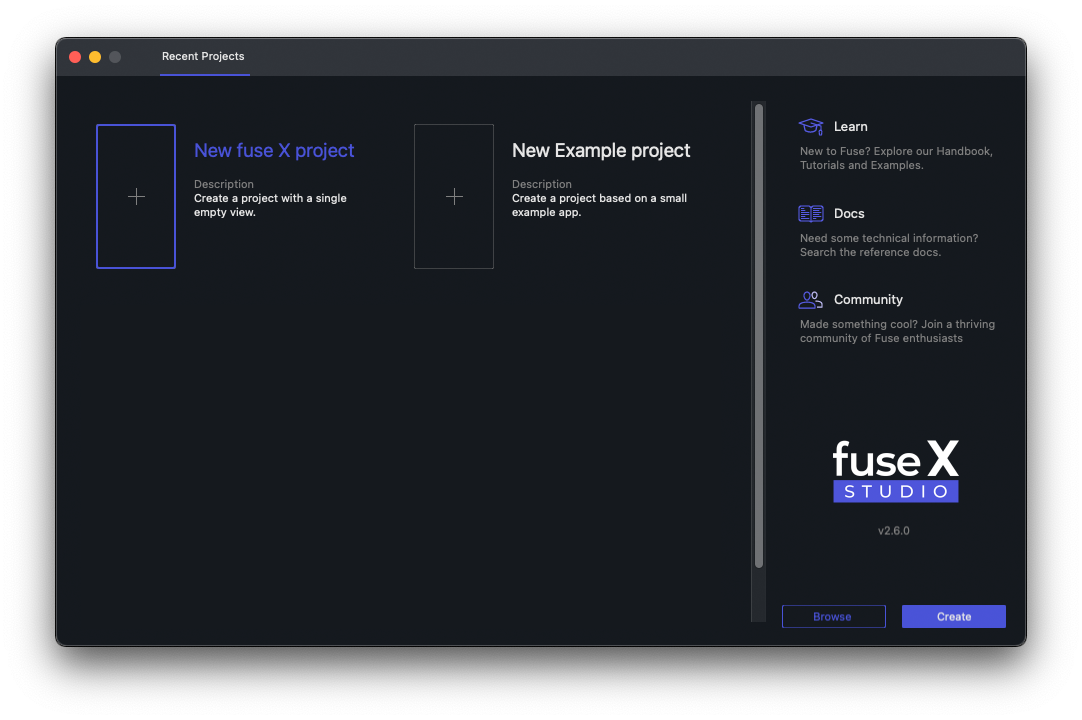 Recent Projects
New fuse X project
Description
Create a project with a single
empty view.
New Example project
Description
Create a project based on a small
example app.
Learn
New to Fuse? Explore our Handbook,
Tutorials and Examples.
Docs
Need some technical information?
Search the reference docs.
Community
Made something cool? Join a thriving
community of Fuse enthusiasts
fuse X
STUDIO
v2.6.0
Browse
Create